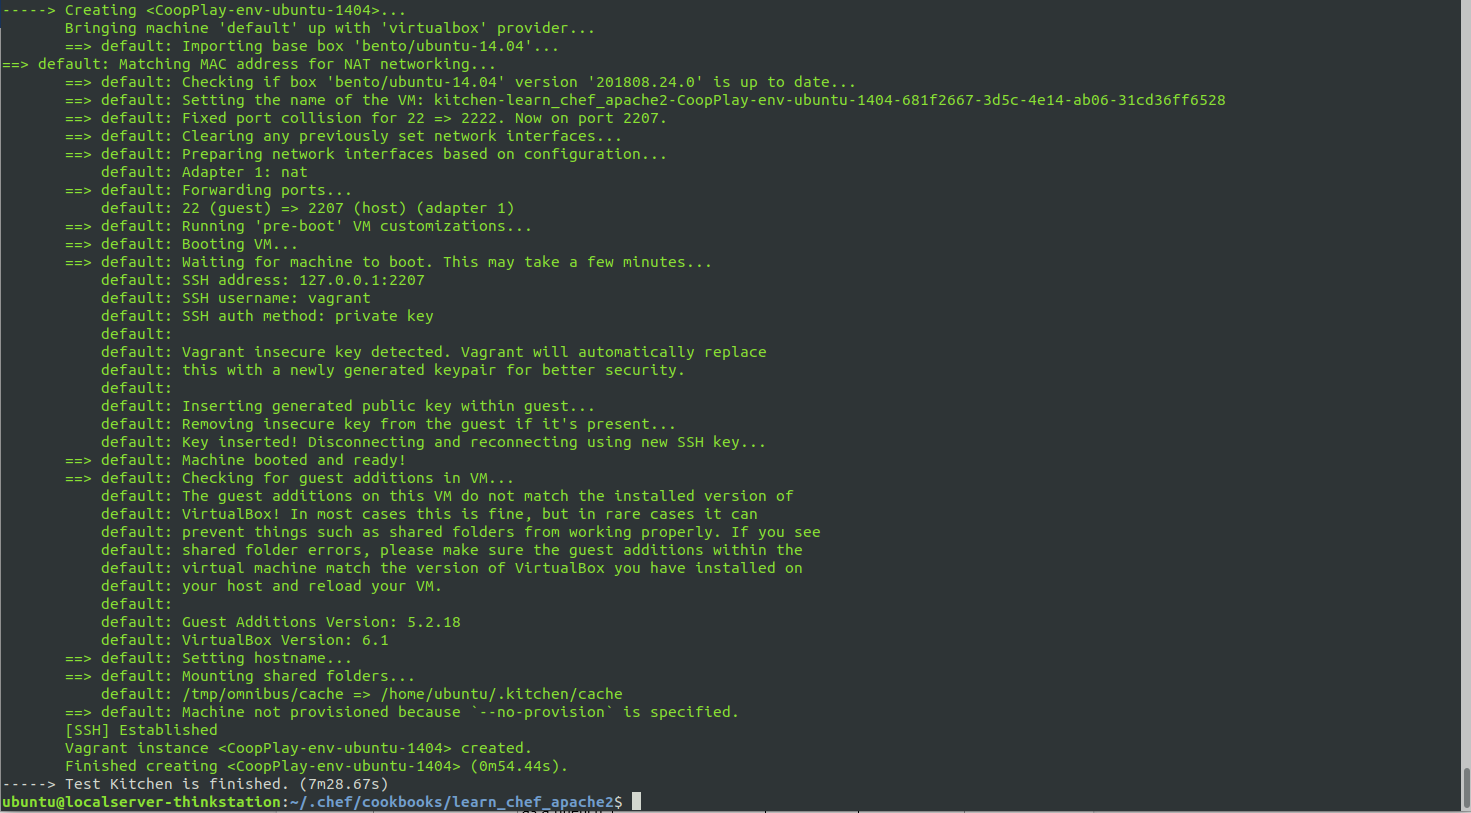 -----> Creating <CoopPlay-env-ubuntu-1404>...
       Bringing machine 'default' up with 'virtualbox' provider...
       ==> default: Importing base box 'bento/ubuntu-14.04'...
==> default: Matching MAC address for NAT networking...
       ==> default: Checking if box 'bento/ubuntu-14.04' version '201808.24.0' is up to date...
       ==> default: Setting the name of the VM: kitchen-learn_chef_apache2-CoopPlay-env-ubuntu-1404-681f2667-3d5c-4e14-ab06-31cd36ff6528
       ==> default: Fixed port collision for 22 => 2222. Now on port 2207.
       ==> default: Clearing any previously set network interfaces...
       ==> default: Preparing network interfaces based on configuration...
           default: Adapter 1: nat
       ==> default: Forwarding ports...
           default: 22 (guest) => 2207 (host) (adapter 1)
       ==> default: Running 'pre-boot' VM customizations...
       ==> default: Booting VM...
       ==> default: Waiting for machine to boot. This may take a few minutes...
           default: SSH address: 127.0.0.1:2207
           default: SSH username: vagrant
           default: SSH auth method: private key
           default:
           default: Vagrant insecure key detected. Vagrant will automatically replace
           default: this with a newly generated keypair for better security.
           default:
           default: Inserting generated public key within guest...
           default: Removing insecure key from the guest if it's present...
           default: Key inserted! Disconnecting and reconnecting using new SSH key...
       ==> default: Machine booted and ready!
       ==> default: Checking for guest additions in VM...
           default: The guest additions on this VM do not match the installed version of
           default: VirtualBox! In most cases this is fine, but in rare cases it can
           default: prevent things such as shared folders from working properly. If you see
           default: shared folder errors, please make sure the guest additions within the
           default: virtual machine match the version of VirtualBox you have installed on
           default: your host and reload your VM.
           default:
           default: Guest Additions Version: 5.2.18
           default: VirtualBox Version: 6.1
       ==> default: Setting hostname...
       ==> default: Mounting shared folders...
           default: /tmp/omnibus/cache => /home/ubuntu/.kitchen/cache
       ==> default: Machine not provisioned because `--no-provision` is specified.
       [SSH] Established
       Vagrant instance <CoopPlay-env-ubuntu-1404> created.
       Finished creating <CoopPlay-env-ubuntu-1404> (0m54.44s).
-----> Test Kitchen is finished. (7m28.67s)
ubuntu@localserver-thinkstation:~/.chef/cookbooks/learn_chef_apache2$